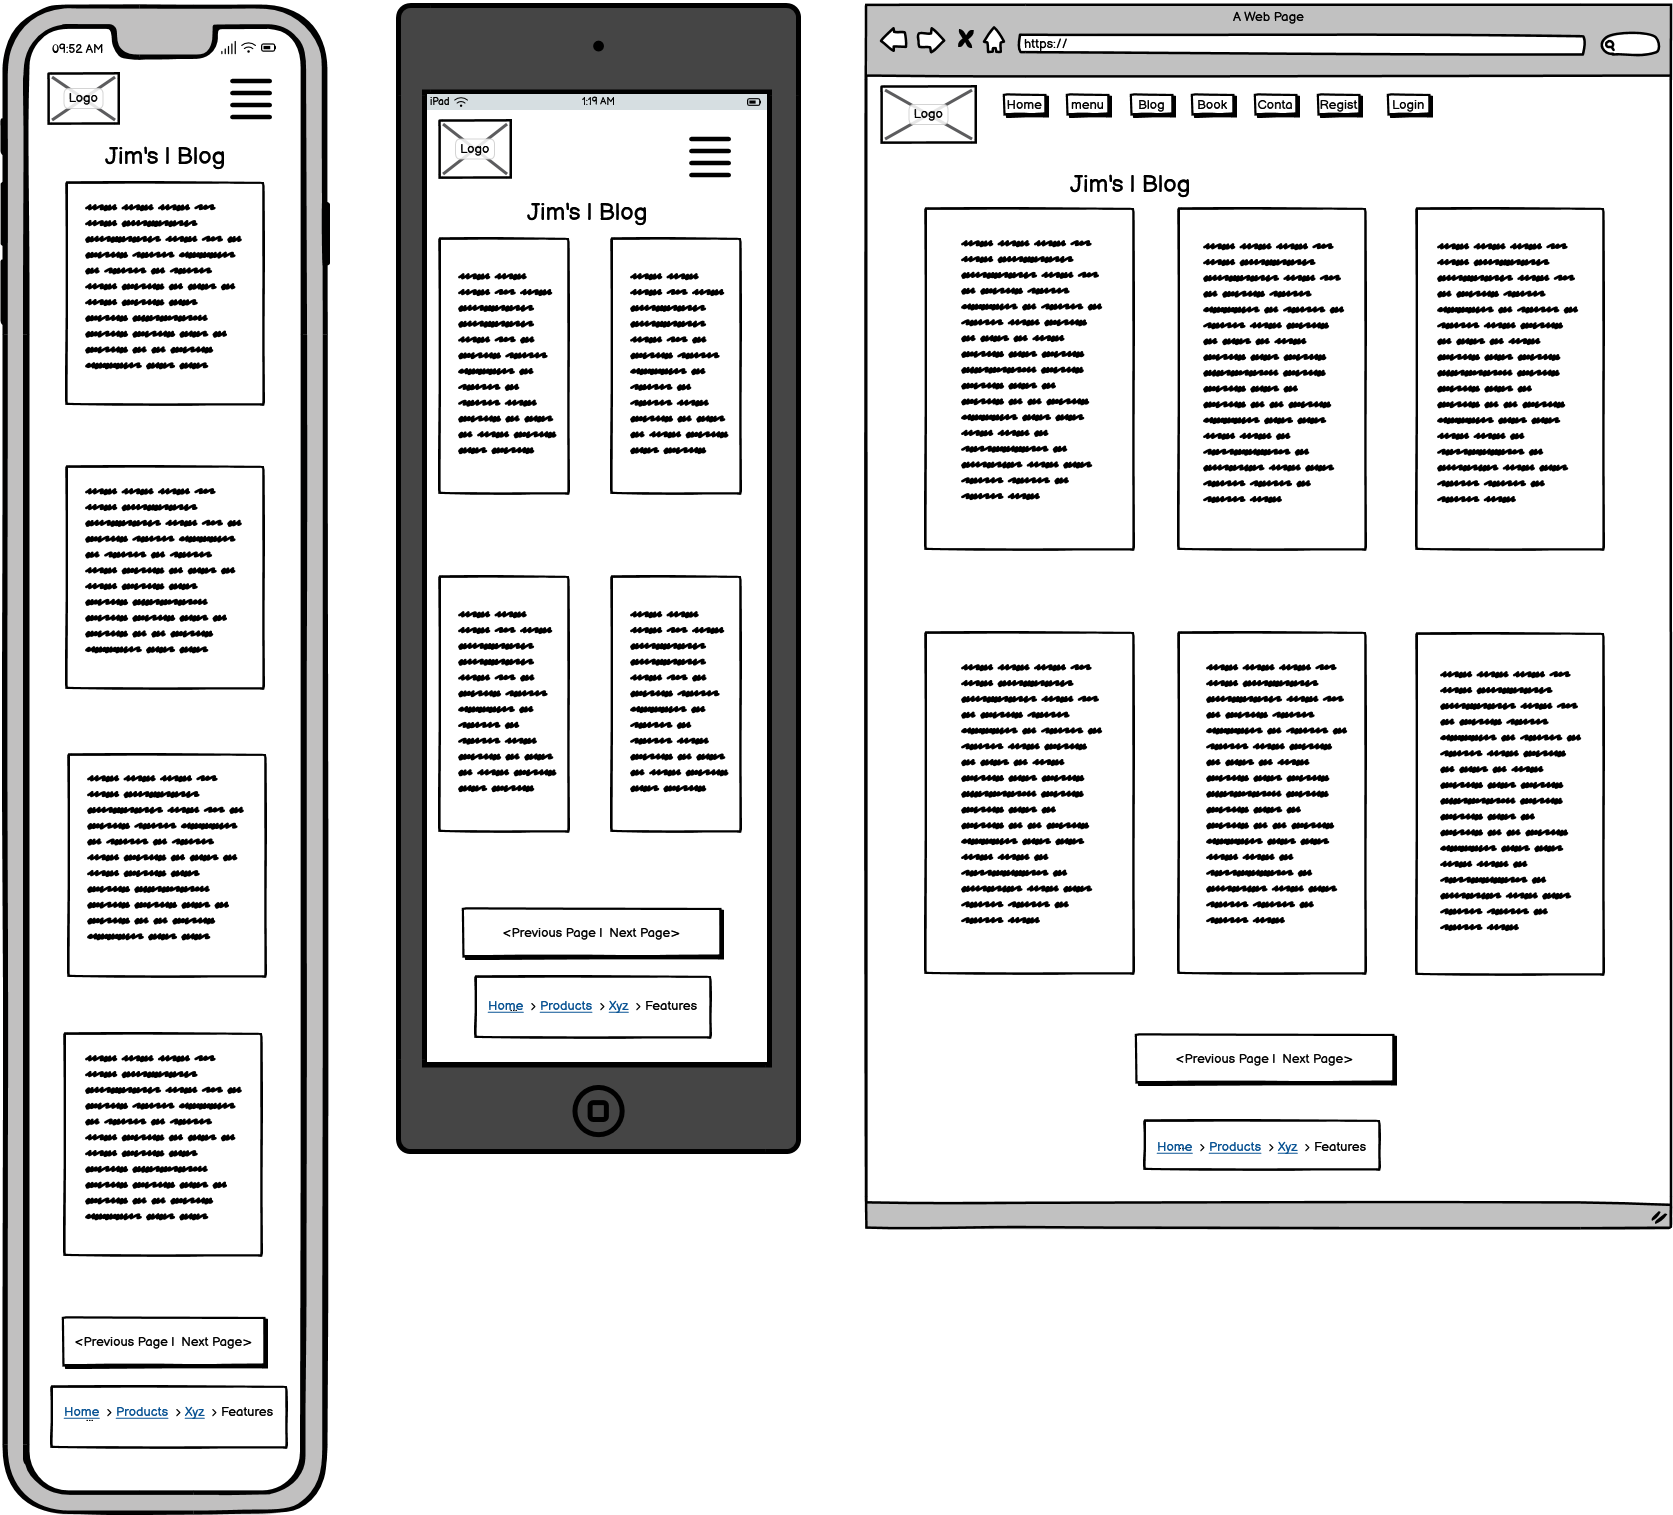 09:52 AM
Logo
Jim's | Blog
<Previous Page | Next Page>
Home > Products > Xyz > Features
iPad
1:19 AM
Logo
Jim's | Blog
<Previous Page | Next Page>
Home > Products > Xyz > Features
A Web Page
https://
Logo
Home menu Blog Book Conta Regist Login
Jim's | Blog
<Previous Page | Next Page>
Home > Products > Xyz > Features